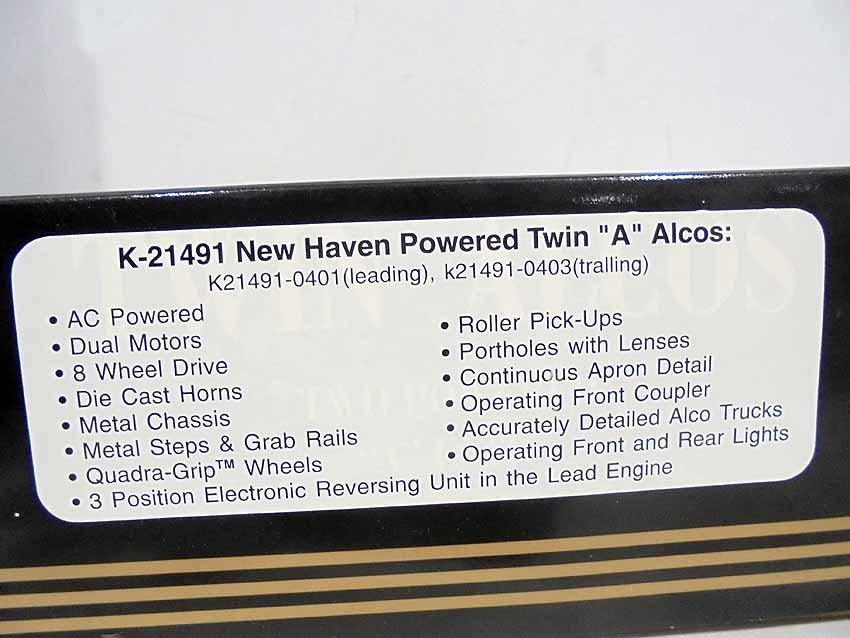 K-21491 New Haven Powered Twin "A" Alcos:
K21491-0401(leading), k21491-0403(tralling)
• AC Powered
• Dual Motors
• 8 Wheel Drive
• Die Cast Horns
• Metal Chassis
• Metal Steps & Grab Rails
• Quadra-Grip™ Wheels
• 3 Position Electronic Reversing Unit in the Lead Engine
• Roller Pick-Ups
• Portholes with Lenses
• Continuous Apron Detail
• Operating Front Coupler
• Accurately Detailed Alco Trucks
• Operating Front and Rear Lights